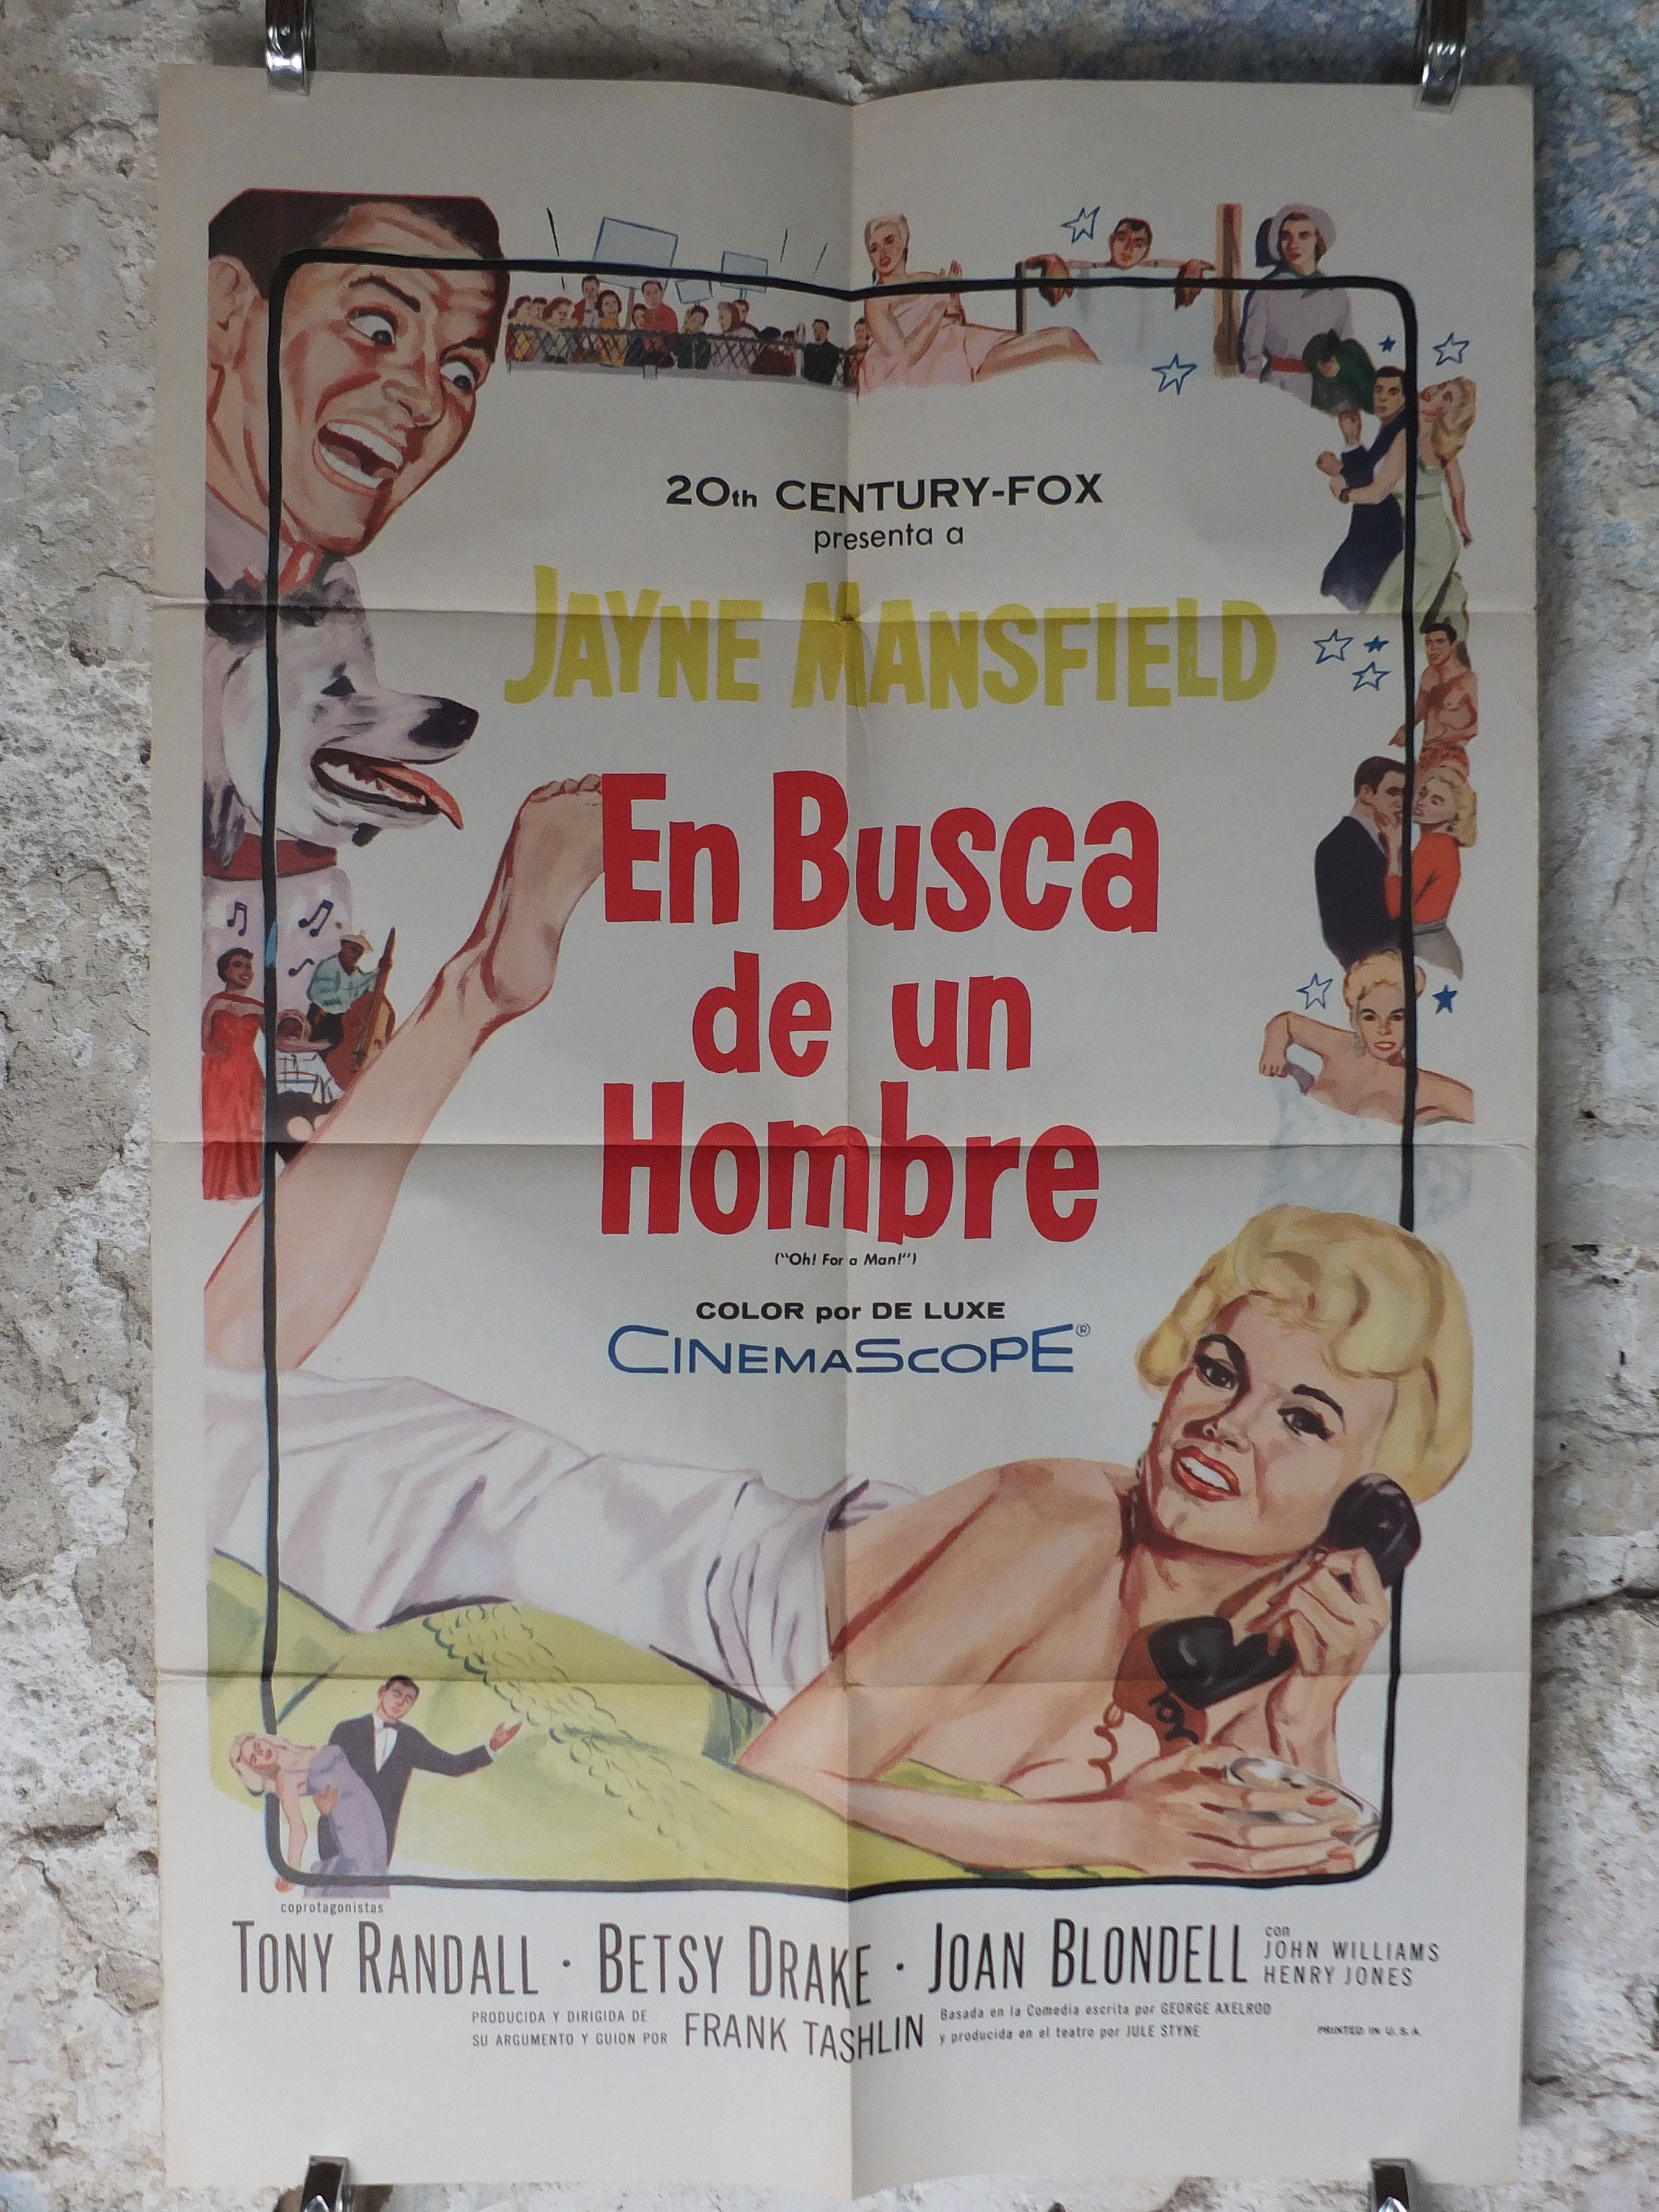 20th CENTURY-FOX
presenta a
JAYNE MANSFIELD
En Busca
de un
Hombre
("Oh! For a Man!")
COLOR por DE LUXE
CINEMASCOPE®
coprotagonistas
TONY RANDALL · BETSY DRAKE · JOAN BLONDELL
con
JOHN WILLIAMS
HENRY JONES
PRODUCIDA Y DIRIGIDA DE
SU ARGUMENTO Y GUION POR
FRANK TASHLIN
Basada en la Comedia escrita por GEORGE AXELROD
y producida en el teatro por JULE STYNE
PRINTED IN U.S.A.